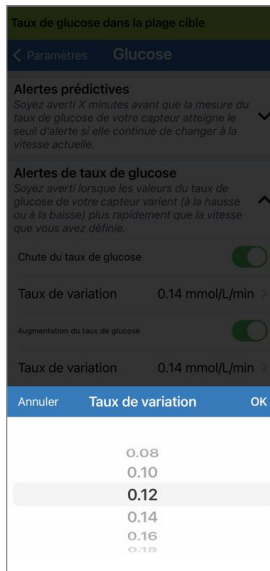 Taux de glucose dans la plage cible
Paramètres Glucose
Alertes prédictives
Soyez averti X minutes avant que la mesure du
taux de glucose de votre capteur atteigne le
seuil d'alerte si elle continue de changer à la
vitesse actuelle.
Alertes de taux de glucose
Soyez averti lorsque les valeurs du taux de
glucose de votre capteur varient (à la hausse
ou à la baisse) plus rapidement que la vitesse
que vous avez définie.
Chute du taux de glucose
Taux de variation 0.14 mmol/L/min
Augmentation du taux de glucose
Taux de variation 0.14 mmol/L/min
Annuler Taux de variation OK
0.08
0.10
0.12
0.14
0.16
0.18